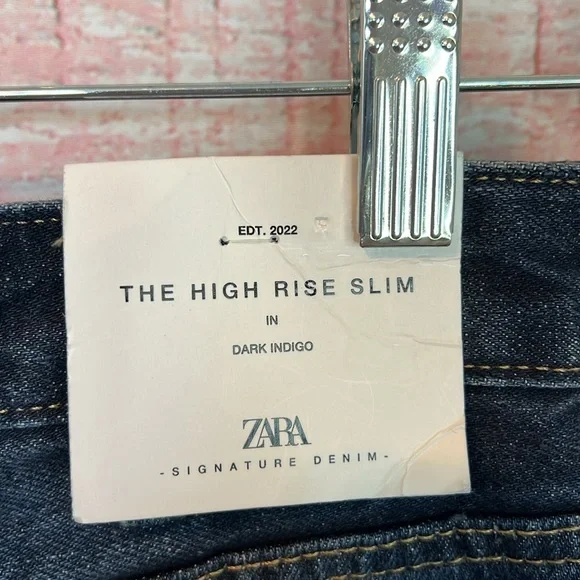 EDT. 2022
THE HIGH RISE SLIM
IN
DARK INDIGO
ZARA
- SIGNATURE DENIM -